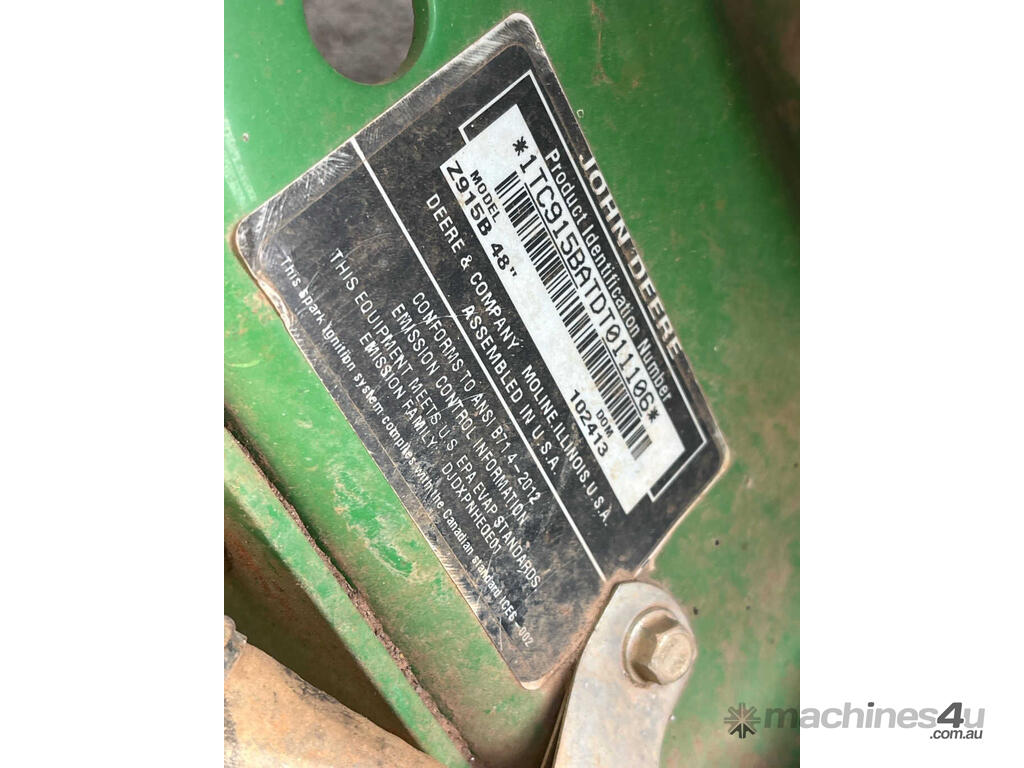 JOHN DEERE
Product Identification Number
*1TC915BATDT011106*
MODEL
Z915B 48"
DOM
102413
DEERE & COMPANY MOLINE, ILLINOIS, U.S.A.
ASSEMBLED IN U.S.A.
CONFORMS TO ANSI B71.4-2012
EMISSION CONTROL INFORMATION
THIS EQUIPMENT MEETS U.S. EPA EVAP STANDARDS
EMISSION FAMILY: DJDXPNHEQE01
This spark ignition system complies with the Canadian standard ICES-002
machines4u
.com.au